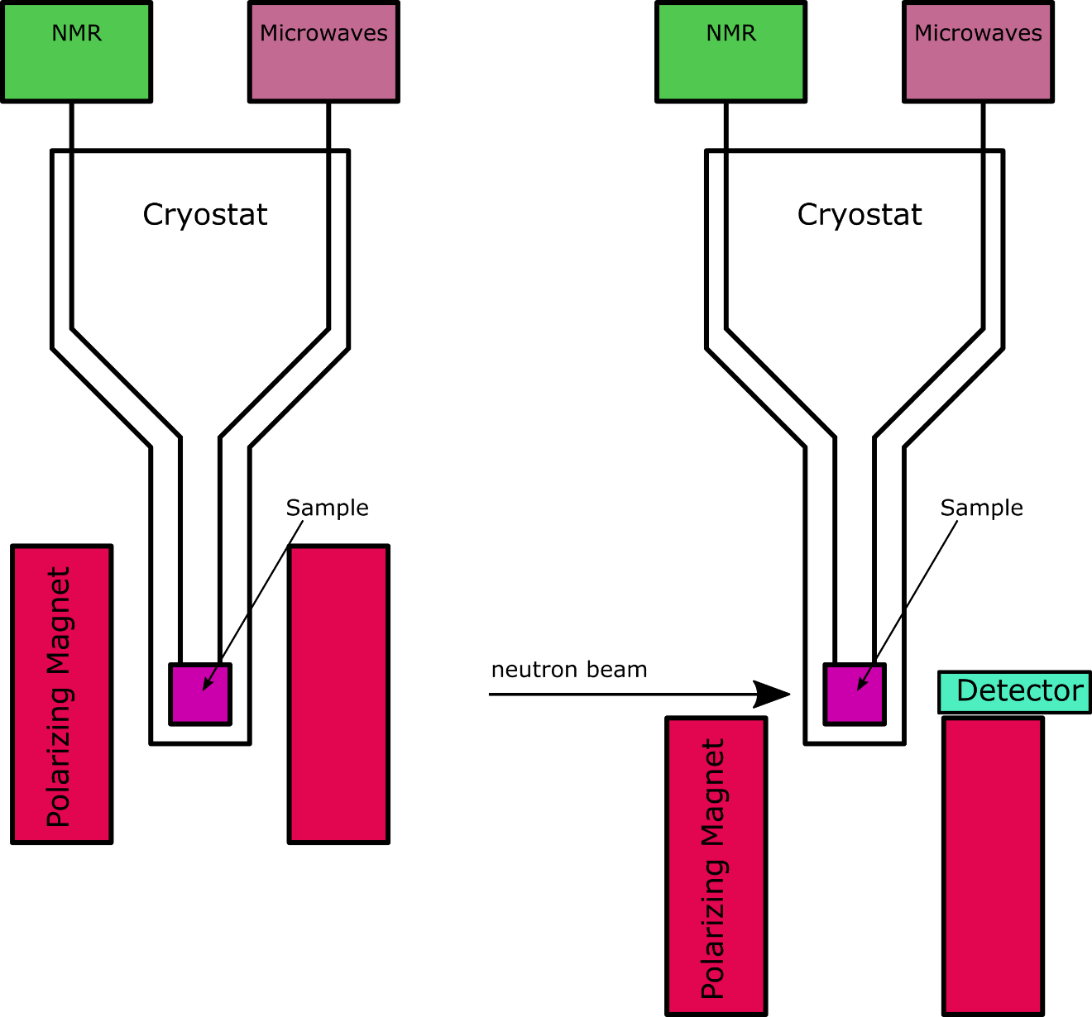 NMR
Microwaves
Cryostat
Sample
Polarizing Magnet
NMR
Microwaves
Cryostat
Sample
neutron beam
Detector
Polarizing Magnet